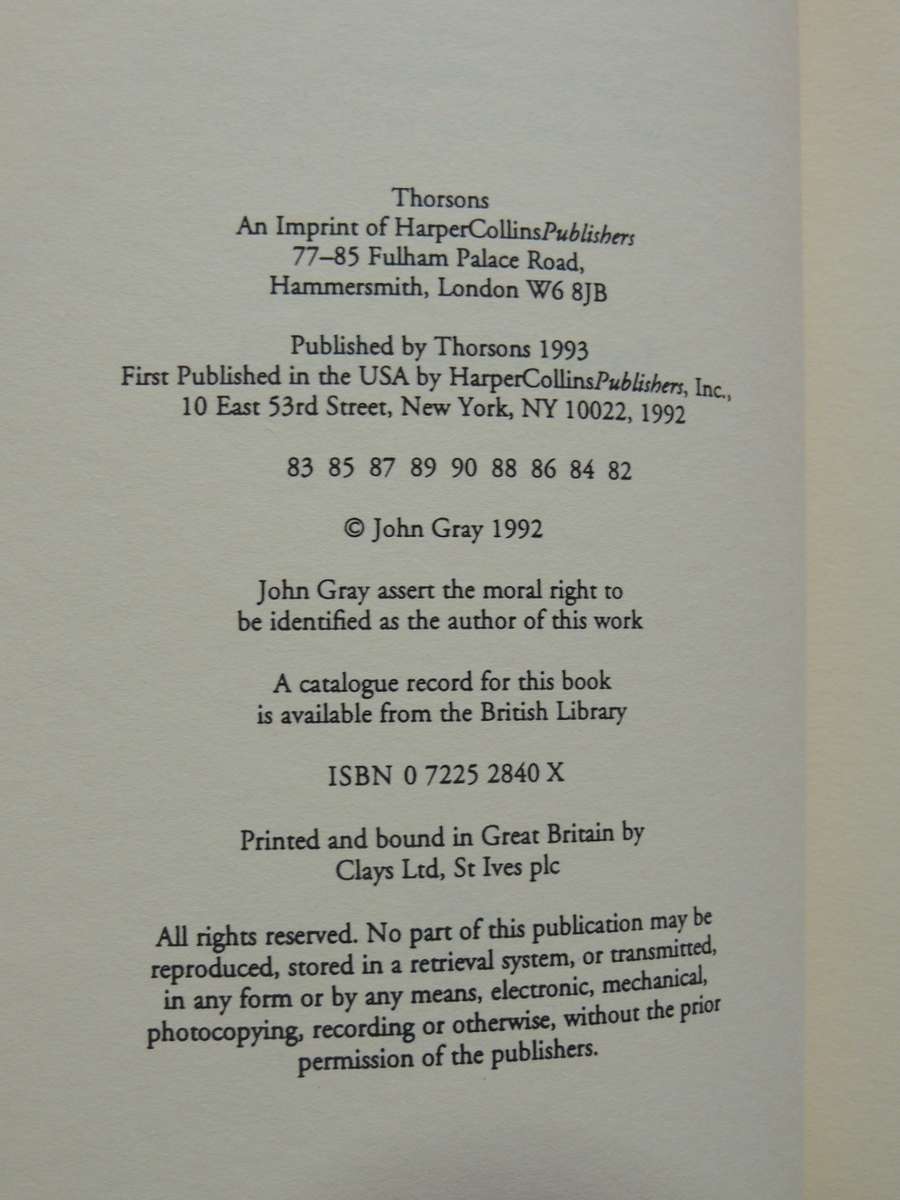 Thorsons
An Imprint of HarperCollinsPublishers
77–85 Fulham Palace Road,
Hammersmith, London W6 8JB
Published by Thorsons 1993
First Published in the USA by HarperCollinsPublishers, Inc.,
10 East 53rd Street, New York, NY 10022, 1992
83 85 87 89 90 88 86 84 82
© John Gray 1992
John Gray assert the moral right to
be identified as the author of this work
A catalogue record for this book
is available from the British Library
ISBN 0 7225 2840 X
Printed and bound in Great Britain by
Clays Ltd, St Ives plc
All rights reserved. No part of this publication may be
reproduced, stored in a retrieval system, or transmitted,
in any form or by any means, electronic, mechanical,
photocopying, recording or otherwise, without the prior
permission of the publishers.